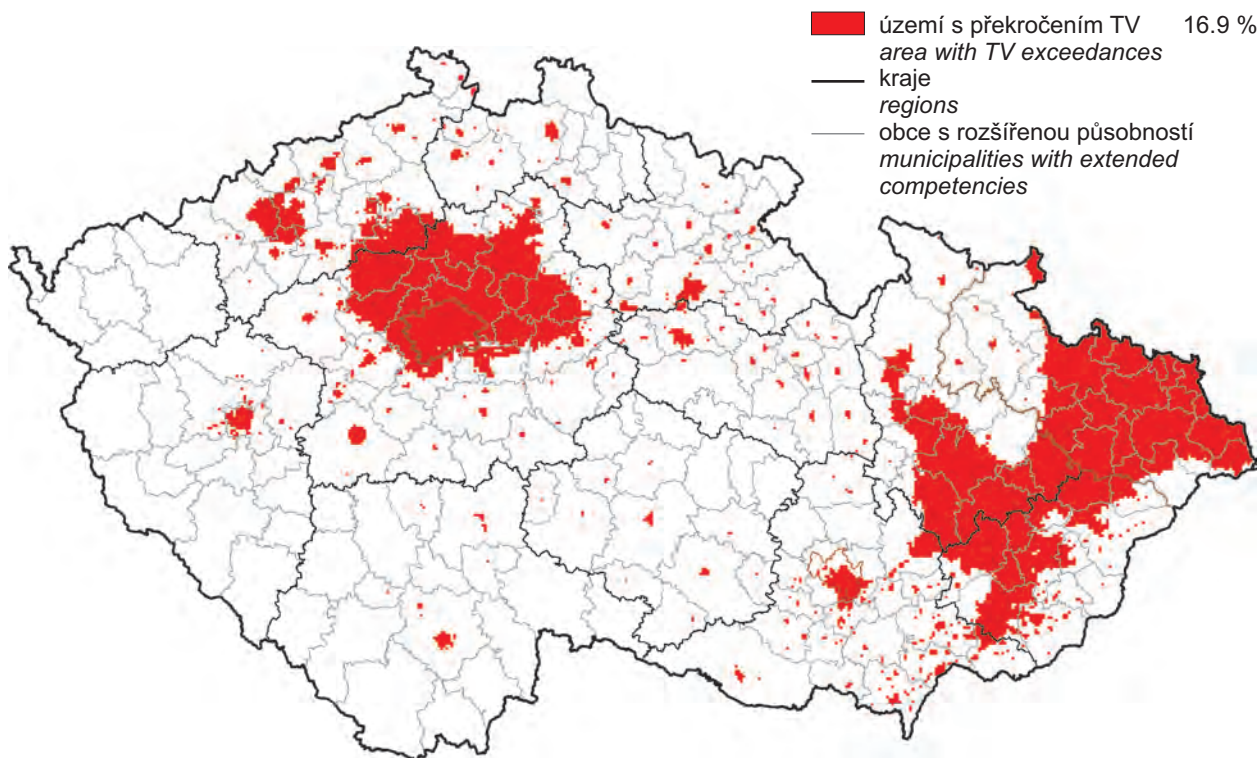 území s překročením TV 16.9 %
area with TV exceedances
kraje
regions
obce s rozšířenou působností
municipalities with extended
competencies